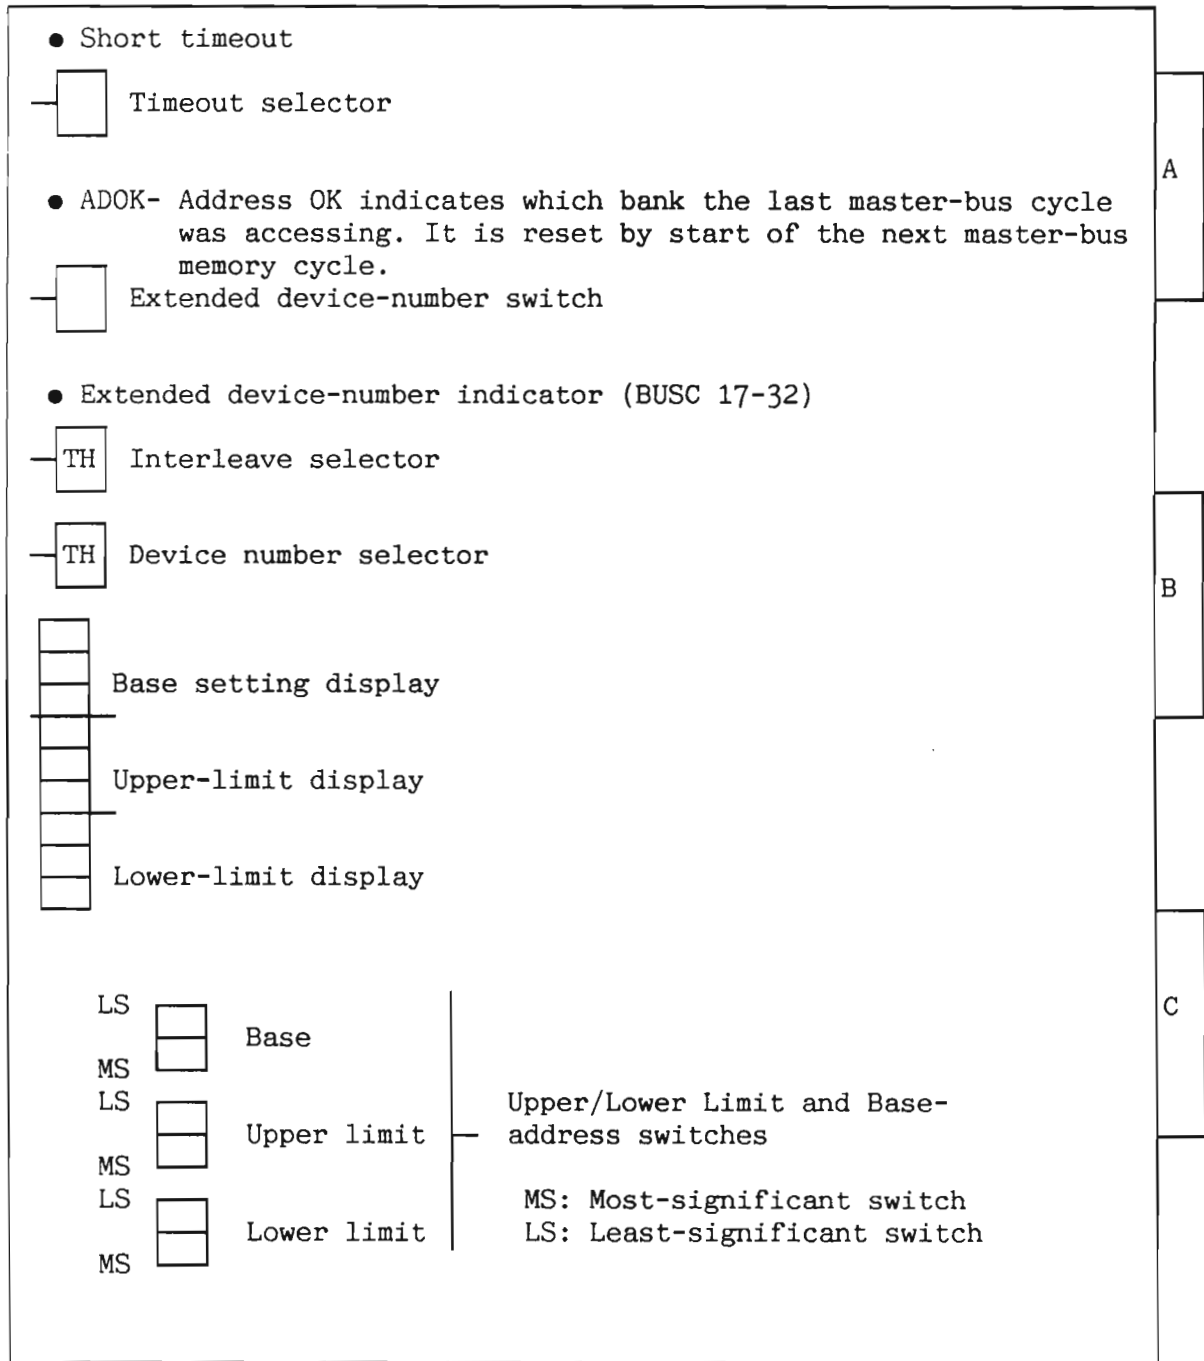 ● Short timeout
Timeout selector
A
● ADOK- Address OK indicates which bank the last master-bus cycle
was accessing. It is reset by start of the next master-bus
memory cycle.
Extended device-number switch
● Extended device-number indicator (BUSC 17-32)
TH Interleave selector
TH Device number selector
B
Base setting display
Upper-limit display
Lower-limit display
C
LS
Base
MS
LS
Upper limit
MS
LS
Lower limit
MS
Upper/Lower Limit and Base-
address switches
MS: Most-significant switch
LS: Least-significant switch